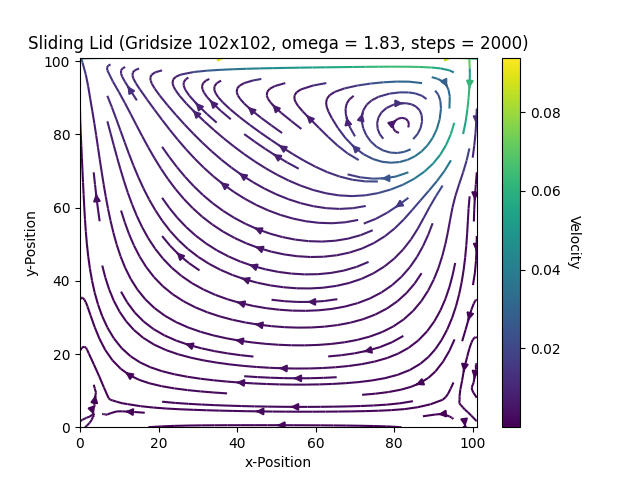 Sliding Lid (Gridsize 102x102, omega = 1.83, steps = 2000)
100
80
60
40
20
0
y-Position
0 20 40 60 80 100
x-Position
0.08
0.06
0.04
0.02
Velocity